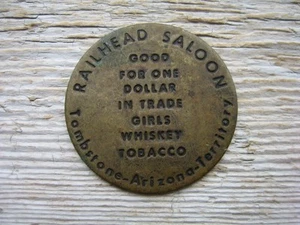 RAILHEAD SALOON
GOOD
FOR ONE
DOLLAR
IN TRADE
GIRLS
WHISKEY
TOBACCO
Tombstone-Arizona-Territory